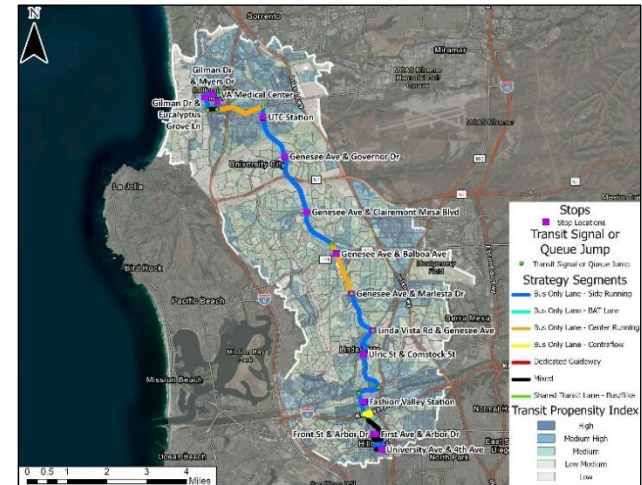 N
Sorrento
Miramar
Gilman Dr
& Myers Dr
VA Medical Center
Gilman Dr &
Eucalyptus
Grove Ln
UTC Station
University City
Genesee Ave & Governor Dr
La Jolla
Genesee Ave & Clairemont Mesa Blvd
Bird Rock
Genesee Ave & Balboa Ave
Montgomery
Field
Pacific Beach
Genesee Ave & Marlesta Dr
Serra Mesa
Linda Vista Rd & Genesee Ave
Ulric St & Comstock St
Mission Beach
Fashion Valley Station
Front St & Arbor Dr
First Ave & Arbor Dr
Ocean Beach
University Ave & 4th Ave
North Park
0 0.5 1 2 3 4
Miles
Stops
Stop Locations
Transit Signal or
Queue Jump
Transit Signal or Queue Jump
Strategy Segments
Bus Only Lane - Side Running
Bus Only Lane - BAT Lane
Bus Only Lane - Center Running
Bus Only Lane - Contraflow
Dedicated Guideway
Mixed
Shared Transit Lane - Bus/Bike
Transit Propensity Index
High
Medium High
Medium
Low Medium
Low